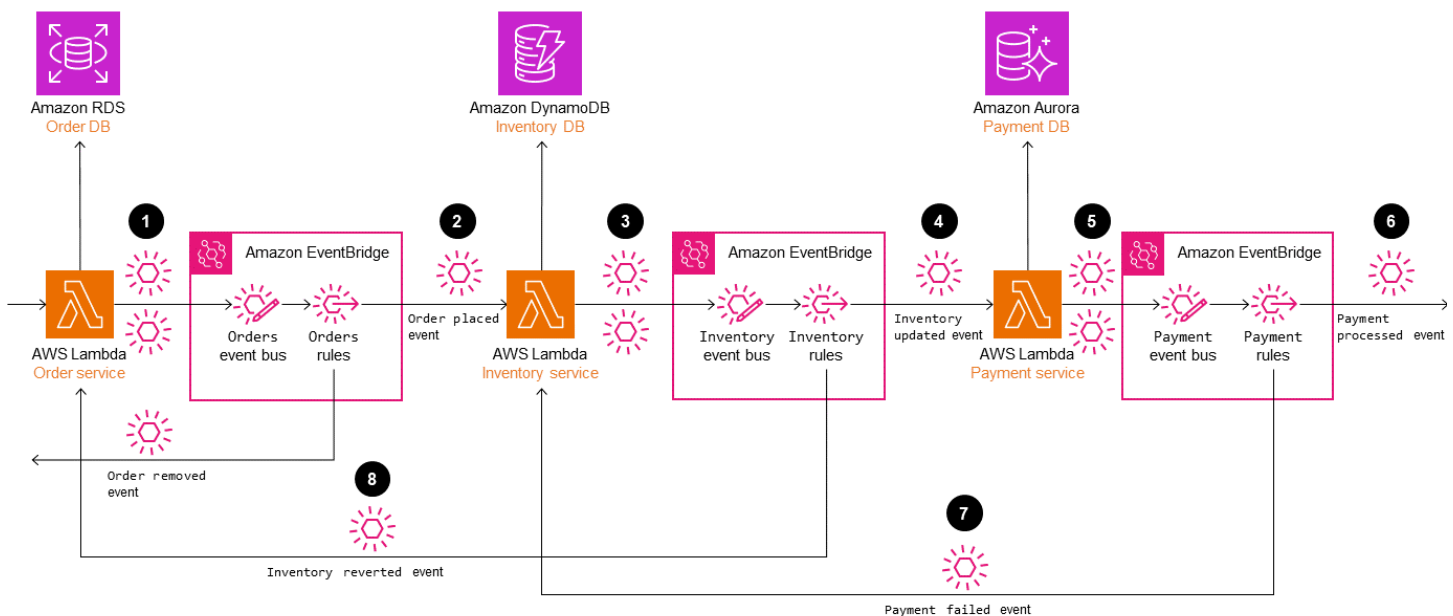 Amazon RDS
Order DB
Amazon DynamoDB
Inventory DB
Amazon Aurora
Payment DB
1
2
3
4
5
6
Amazon EventBridge
Amazon EventBridge
Amazon EventBridge
AWS Lambda
Order service
Orders
event bus
Orders
rules
Order placed
event
AWS Lambda
Inventory service
Inventory
event bus
Inventory
rules
Inventory
updated event
AWS Lambda
Payment service
Payment
event bus
Payment
rules
Payment
processed event
Order removed
event
8
Inventory reverted event
7
Payment failed event